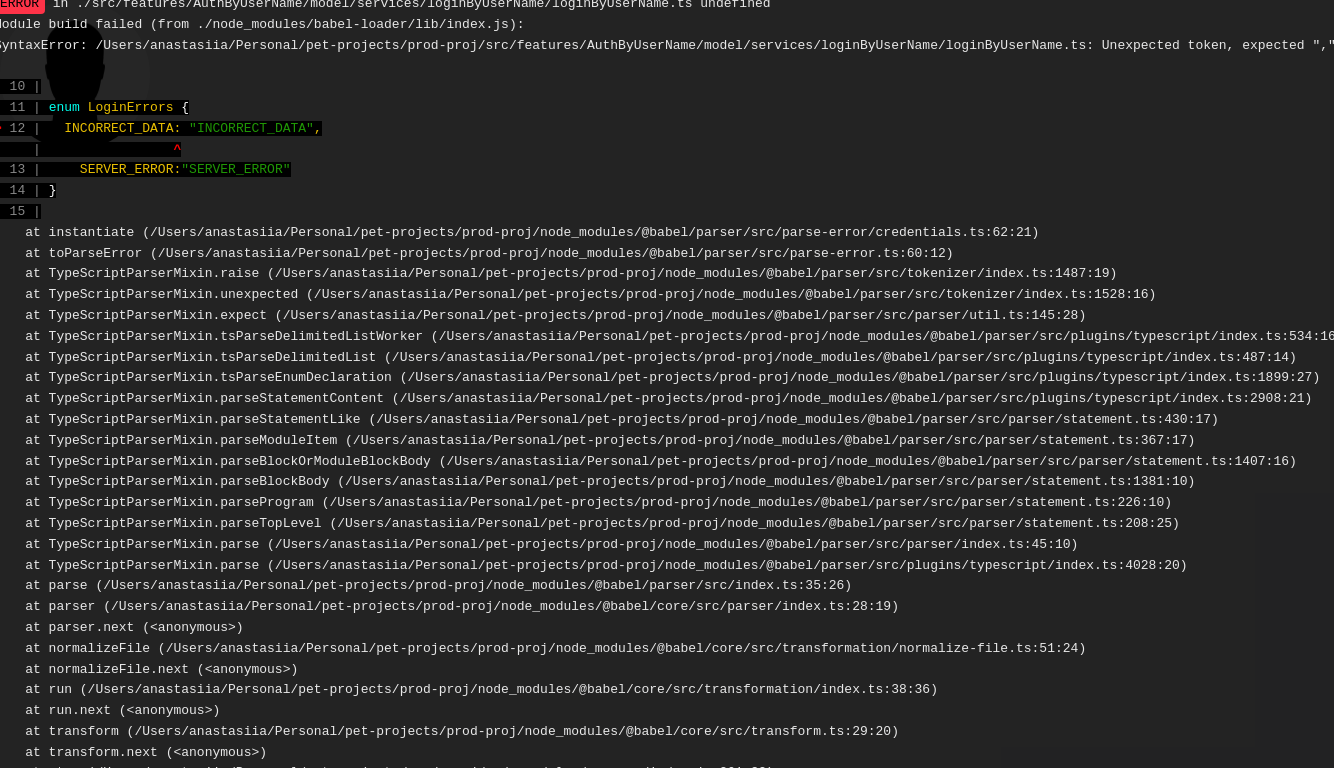 ERROR in ./src/features/AuthByUserName/model/services/loginByUserName/loginByUserName.ts undefined
Module build failed (from ./node_modules/babel-loader/lib/index.js):
SyntaxError: /Users/anastasiia/Personal/pet-projects/prod-proj/src/features/AuthByUserName/model/services/loginByUserName/loginByUserName.ts: Unexpected token, expected ","
10 |
11 | enum LoginErrors {
12 |   INCORRECT_DATA: "INCORRECT_DATA",
|                 ^
13 |     SERVER_ERROR:"SERVER_ERROR"
14 | }
15 |
at instantiate (/Users/anastasiia/Personal/pet-projects/prod-proj/node_modules/@babel/parser/src/parse-error/credentials.ts:62:21)
at toParseError (/Users/anastasiia/Personal/pet-projects/prod-proj/node_modules/@babel/parser/src/parse-error.ts:60:12)
at TypeScriptParserMixin.raise (/Users/anastasiia/Personal/pet-projects/prod-proj/node_modules/@babel/parser/src/tokenizer/index.ts:1487:19)
at TypeScriptParserMixin.unexpected (/Users/anastasiia/Personal/pet-projects/prod-proj/node_modules/@babel/parser/src/tokenizer/index.ts:1528:16)
at TypeScriptParserMixin.expect (/Users/anastasiia/Personal/pet-projects/prod-proj/node_modules/@babel/parser/src/parser/util.ts:145:28)
at TypeScriptParserMixin.tsParseDelimitedListWorker (/Users/anastasiia/Personal/pet-projects/prod-proj/node_modules/@babel/parser/src/plugins/typescript/index.ts:534:16
at TypeScriptParserMixin.tsParseDelimitedList (/Users/anastasiia/Personal/pet-projects/prod-proj/node_modules/@babel/parser/src/plugins/typescript/index.ts:487:14)
at TypeScriptParserMixin.tsParseEnumDeclaration (/Users/anastasiia/Personal/pet-projects/prod-proj/node_modules/@babel/parser/src/plugins/typescript/index.ts:1899:27)
at TypeScriptParserMixin.parseStatementContent (/Users/anastasiia/Personal/pet-projects/prod-proj/node_modules/@babel/parser/src/plugins/typescript/index.ts:2908:21)
at TypeScriptParserMixin.parseStatementLike (/Users/anastasiia/Personal/pet-projects/prod-proj/node_modules/@babel/parser/src/parser/statement.ts:430:17)
at TypeScriptParserMixin.parseModuleItem (/Users/anastasiia/Personal/pet-projects/prod-proj/node_modules/@babel/parser/src/parser/statement.ts:367:17)
at TypeScriptParserMixin.parseBlockOrModuleBlockBody (/Users/anastasiia/Personal/pet-projects/prod-proj/node_modules/@babel/parser/src/parser/statement.ts:1407:16)
at TypeScriptParserMixin.parseBlockBody (/Users/anastasiia/Personal/pet-projects/prod-proj/node_modules/@babel/parser/src/parser/statement.ts:1381:10)
at TypeScriptParserMixin.parseProgram (/Users/anastasiia/Personal/pet-projects/prod-proj/node_modules/@babel/parser/src/parser/statement.ts:226:10)
at TypeScriptParserMixin.parseTopLevel (/Users/anastasiia/Personal/pet-projects/prod-proj/node_modules/@babel/parser/src/parser/statement.ts:208:25)
at TypeScriptParserMixin.parse (/Users/anastasiia/Personal/pet-projects/prod-proj/node_modules/@babel/parser/src/parser/index.ts:45:10)
at TypeScriptParserMixin.parse (/Users/anastasiia/Personal/pet-projects/prod-proj/node_modules/@babel/parser/src/plugins/typescript/index.ts:4028:20)
at parse (/Users/anastasiia/Personal/pet-projects/prod-proj/node_modules/@babel/parser/src/index.ts:35:26)
at parser (/Users/anastasiia/Personal/pet-projects/prod-proj/node_modules/@babel/core/src/parser/index.ts:28:19)
at parser.next (<anonymous>)
at normalizeFile (/Users/anastasiia/Personal/pet-projects/prod-proj/node_modules/@babel/core/src/transformation/normalize-file.ts:51:24)
at normalizeFile.next (<anonymous>)
at run (/Users/anastasiia/Personal/pet-projects/prod-proj/node_modules/@babel/core/src/transformation/index.ts:38:36)
at run.next (<anonymous>)
at transform (/Users/anastasiia/Personal/pet-projects/prod-proj/node_modules/@babel/core/src/transform.ts:29:20)
at transform.next (<anonymous>)